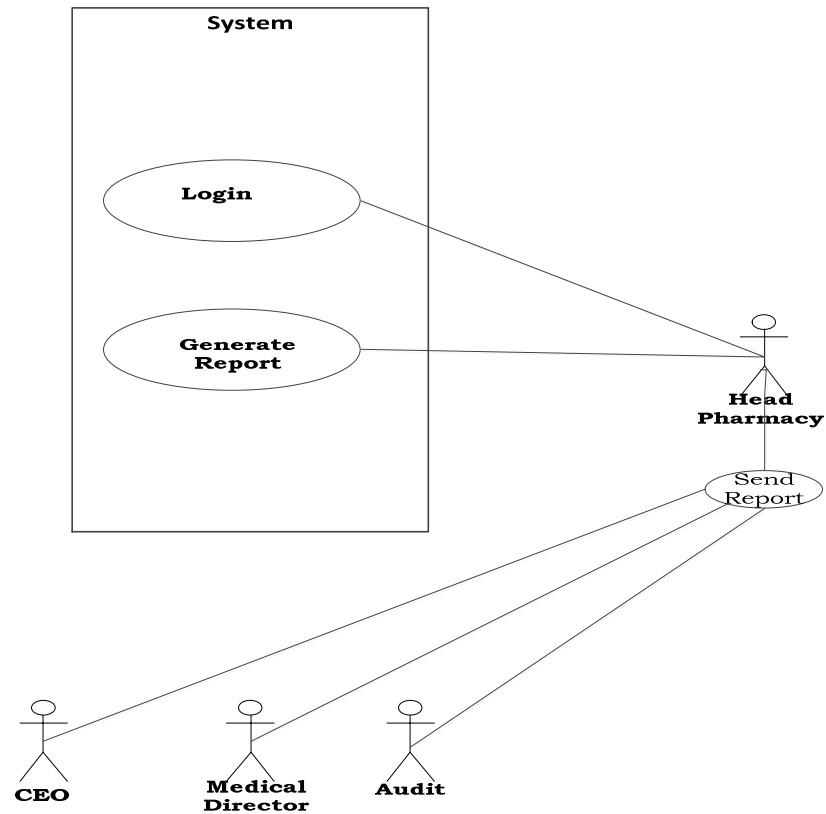 System
Login
Generate
Report
Head
Pharmacy
Send
Report
CEO
Medical
Director
Audit